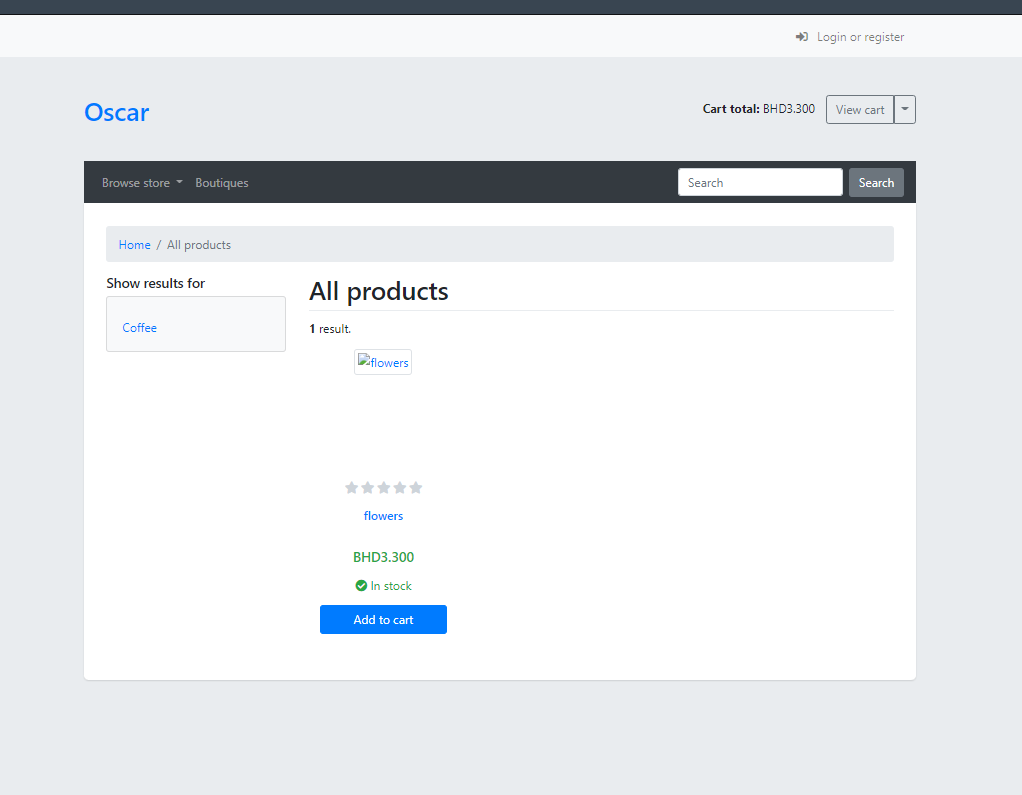 Login or register
Oscar
Cart total: BHD3.300
View cart
Browse store
Boutiques
Search
Search
Home / All products
Show results for
Coffee
All products
1 result.
flowers
flowers
BHD3.300
In stock
Add to cart